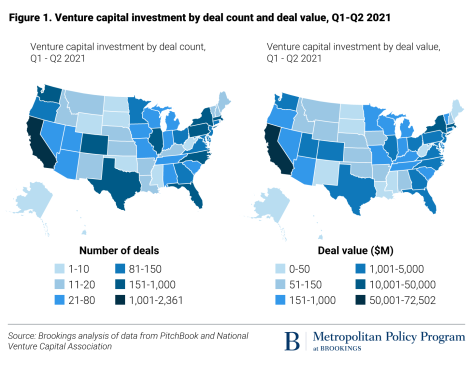 Figure 1. Venture capital investment by deal count and deal value, Q1-Q2 2021
Venture capital investment by deal count,
Q1 - Q2 2021
Venture capital investment by deal value,
Q1 - Q2 2021
Number of deals
1-10
81-150
11-20
151-1,000
21-80
1,001-2,361
Deal value ($M)
0-50
1,001-5,000
51-150
10,001-50,000
151-1,000
50,001-72,502
Source: Brookings analysis of data from PitchBook and National
Venture Capital Association
B
Metropolitan Policy Program
at BROOKINGS